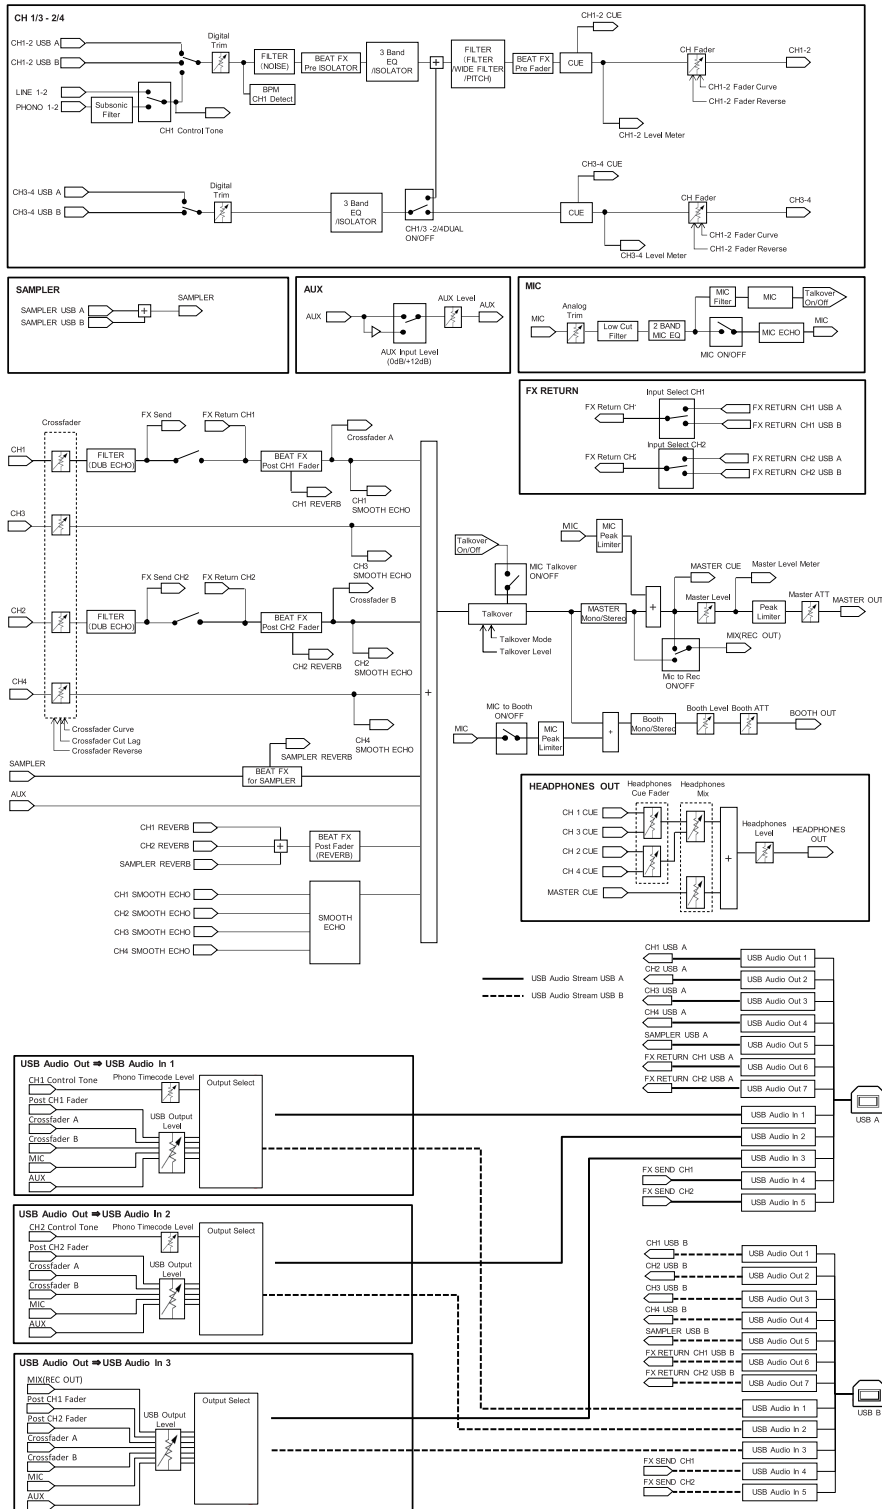 CH 1/3 - 2/4
CH1-2 USB A
CH1-2 USB B
LINE 1-2
PHONO 1-2
Subsonic
Filter
CH1 Control Tone
Digital
Trim
FILTER
(NOISE)
BPM
CH1 Detect
BEAT FX
Pre ISOLATOR
3 Band
EQ
/ISOLATOR
FILTER
(FILTER
/WIDE FILTER
/PITCH)
BEAT FX
Pre Fader
CH1-2 CUE
CUE
CH1-2 Level Meter
CH Fader
CH1-2 Fader Curve
CH1-2 Fader Reverse
CH1-2
CH3-4 USB A
CH3-4 USB B
Digital
Trim
3 Band
EQ
/ISOLATOR
CH1/3 -2/4DUAL
ON/OFF
CH3-4 CUE
CUE
CH3-4 Level Meter
CH Fader
CH1-2 Fader Curve
CH1-2 Fader Reverse
CH3-4
SAMPLER
SAMPLER USB A
SAMPLER USB B
SAMPLER
AUX
AUX
AUX Input Level
(0dB/+12dB)
AUX Level
AUX
MIC
MIC
Analog
Trim
Low Cut
Filter
2 BAND
MIC EQ
MIC
Filter
MIC
Talkover
On/Off
MIC ON/OFF
MIC ECHO
MIC
FX RETURN
FX Return CH1
Input Select CH1
FX RETURN CH1 USB A
FX RETURN CH1 USB B
Input Select CH2
FX RETURN CH2 USB A
FX RETURN CH2 USB B
Crossfader
CH1
FILTER
(DUB ECHO)
FX Send
FX Return CH1
BEAT FX
Post CH1 Fader
Crossfader A
CH1 REVERB
CH1
SMOOTH ECHO
CH3
CH3
SMOOTH ECHO
CH2
FILTER
(DUB ECHO)
FX Send CH2
FX Return CH2
BEAT FX
Post CH2 Fader
Crossfader B
CH2 REVERB
CH2
SMOOTH ECHO
CH4
CH4
SMOOTH ECHO
Crossfader Curve
Crossfader Cut Lag
Crossfader Reverse
SAMPLER
BEAT FX
for SAMPLER
SAMPLER REVERB
AUX
CH1 REVERB
CH2 REVERB
SAMPLER REVERB
BEAT FX
Post Fader
(REVERB)
CH1 SMOOTH ECHO
CH2 SMOOTH ECHO
CH3 SMOOTH ECHO
CH4 SMOOTH ECHO
SMOOTH
ECHO
Talkover
On/Off
MIC Talkover
ON/OFF
Talkover
Talkover Mode
Talkover Level
MIC
MIC
Peak
Limiter
MASTER
Mono/Stereo
MASTER CUE
Master Level Meter
Master Level
Peak
Limiter
Master ATT
MASTER OUT
MIX(REC OUT)
Mic to Rec
ON/OFF
MIC
MIC to Booth
ON/OFF
MIC
Peak
Limiter
Booth
Mono/Stereo
Booth Level
Booth ATT
BOOTH OUT
HEADPHONES OUT
Headphones
Cue Fader
Headphones
Mix
CH 1 CUE
CH 3 CUE
CH 2 CUE
CH 4 CUE
MASTER CUE
Headphones
Level
HEADPHONES
OUT
USB Audio Stream USB A
USB Audio Stream USB B
CH1 USB A
USB Audio Out 1
CH2 USB A
USB Audio Out 2
CH3 USB A
USB Audio Out 3
CH4 USB A
USB Audio Out 4
SAMPLER USB A
USB Audio Out 5
FX RETURN CH1 USB A
USB Audio Out 6
FX RETURN CH2 USB A
USB Audio Out 7
USB Audio In 1
USB Audio In 2
USB Audio In 3
FX SEND CH1
USB Audio In 4
FX SEND CH2
USB Audio In 5
USB A
USB Audio Out ⇒ USB Audio In 1
CH1 Control Tone
Phono Timecode Level
Output Select
Post CH1 Fader
Crossfader A
Crossfader B
MIC
AUX
USB Output
Level
USB Audio Out ⇒ USB Audio In 2
CH2 Control Tone
Phono Timecode Level
Output Select
Post CH2 Fader
Crossfader A
Crossfader B
MIC
AUX
USB Output
Level
USB Audio Out ⇒ USB Audio In 3
MIX(REC OUT)
Post CH1 Fader
Post CH2 Fader
Crossfader A
Crossfader B
MIC
AUX
USB Output
Level
Output Select
CH1 USB B
USB Audio Out 1
CH2 USB B
USB Audio Out 2
CH3 USB B
USB Audio Out 3
CH4 USB B
USB Audio Out 4
SAMPLER USB B
USB Audio Out 5
FX RETURN CH1 USB B
USB Audio Out 6
FX RETURN CH2 USB B
USB Audio Out 7
USB Audio In 1
USB Audio In 2
USB Audio In 3
FX SEND CH1
USB Audio In 4
FX SEND CH2
USB Audio In 5
USB B